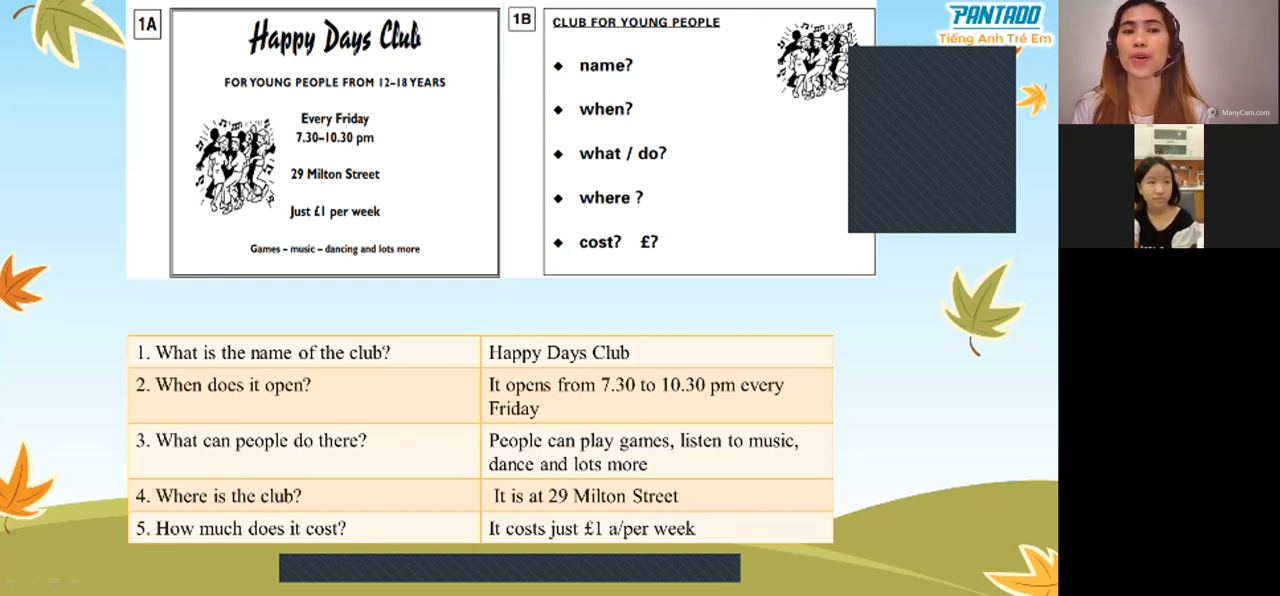 1A
Happy Days Club
FOR YOUNG PEOPLE FROM 12–18 YEARS
Every Friday
7.30–10.30 pm
29 Milton Street
Just £1 per week
Games – music – dancing and lots more
1B
CLUB FOR YOUNG PEOPLE
name?
when?
what / do?
where ?
cost? £?
PANTADO
Tiếng Anh Trẻ Em
ManyCam.com
1. What is the name of the club? Happy Days Club
2. When does it open? It opens from 7.30 to 10.30 pm every
Friday
3. What can people do there? People can play games, listen to music,
dance and lots more
4. Where is the club? It is at 29 Milton Street
5. How much does it cost? It costs just £1 a/per week